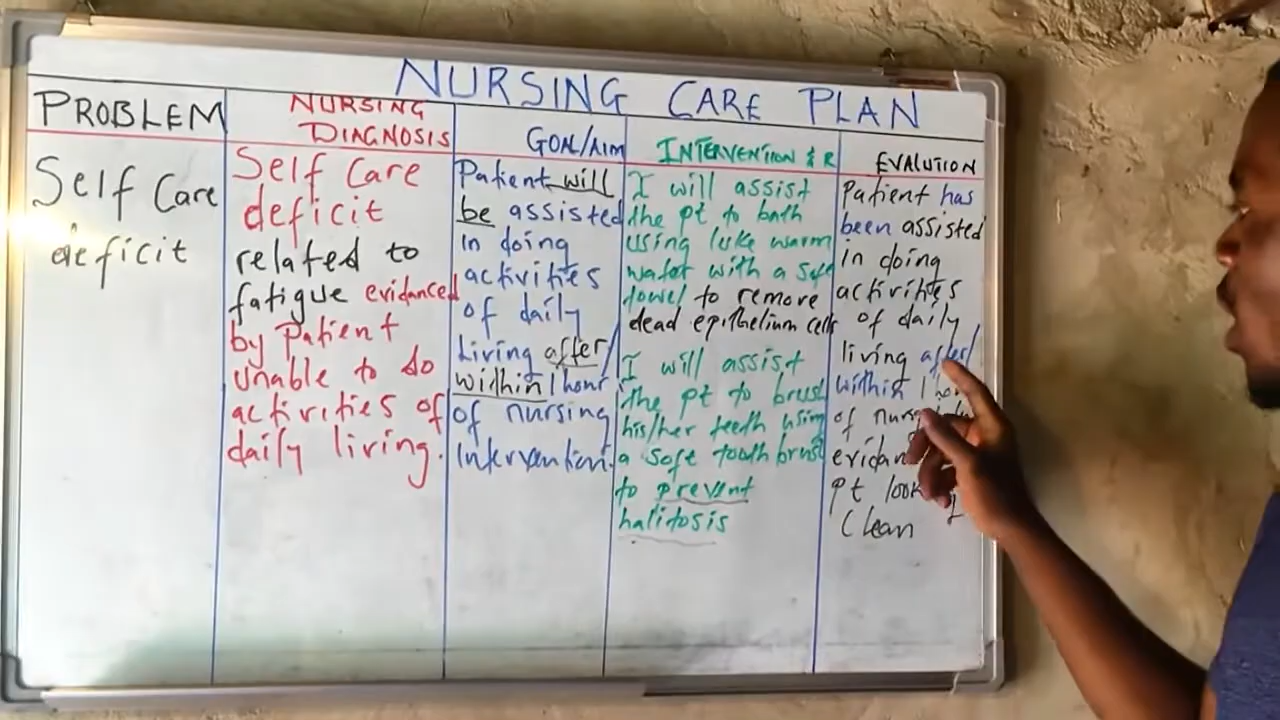 NURSING CARE PLAN
PROBLEM
Self Care
deficit
NURSING
DIAGNOSIS
Self Care
deficit
related to
fatigue evidanced
by Patient
Unable to do
activities of
daily living.
GOAL/AIM
Patient will
be assisted
in doing
activities
of daily
Living after/
within 1 hour
of nursing
Intervention.
INTERVENTION & R
I will assist
the pt to bath
using luke warm
water with a soft
towel to remove
dead epithelium cells
I will assist
the pt to brush
his/her teeth using
a soft tooth brush
to prevent
halitosis
EVALUTION
Patient has
been assisted
in doing
activities
of daily
living after/
within 1
of
pt look
Clean